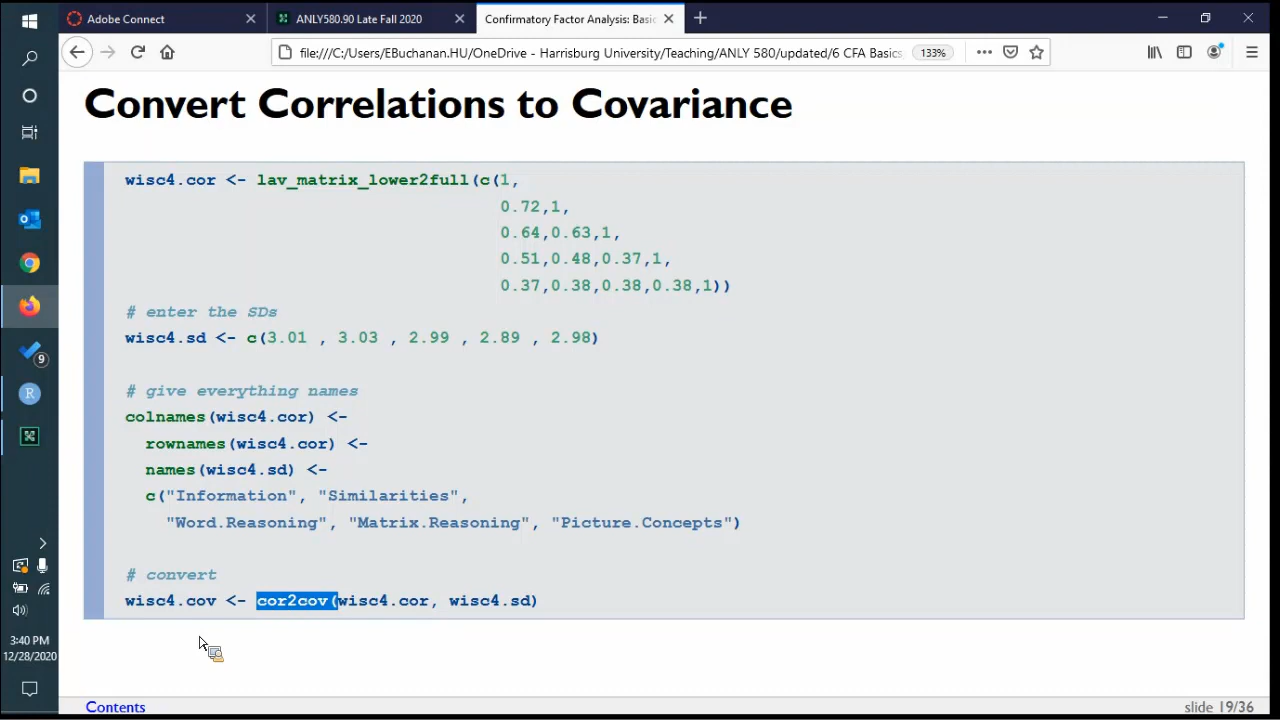 Adobe Connect
ANLY580.90 Late Fall 2020
Confirmatory Factor Analysis: Basic
file:///C:/Users/EBuchanan.HU/OneDrive - Harrisburg University/Teaching/ANLY 580/updated/6 CFA Basics
133%
Convert Correlations to Covariance
wisc4.cor <- lav_matrix_lower2full(c(1,
0.72,1,
0.64,0.63,1,
0.51,0.48,0.37,1,
0.37,0.38,0.38,0.38,1))
# enter the SDs
wisc4.sd <- c(3.01 , 3.03 , 2.99 , 2.89 , 2.98)
# give everything names
colnames(wisc4.cor) <-
rownames(wisc4.cor) <-
names(wisc4.sd) <-
c("Information", "Similarities",
"Word.Reasoning", "Matrix.Reasoning", "Picture.Concepts")
# convert
wisc4.cov <- cor2cov(wisc4.cor, wisc4.sd)
9
R
3:40 PM
12/28/2020
Contents
slide 19/36